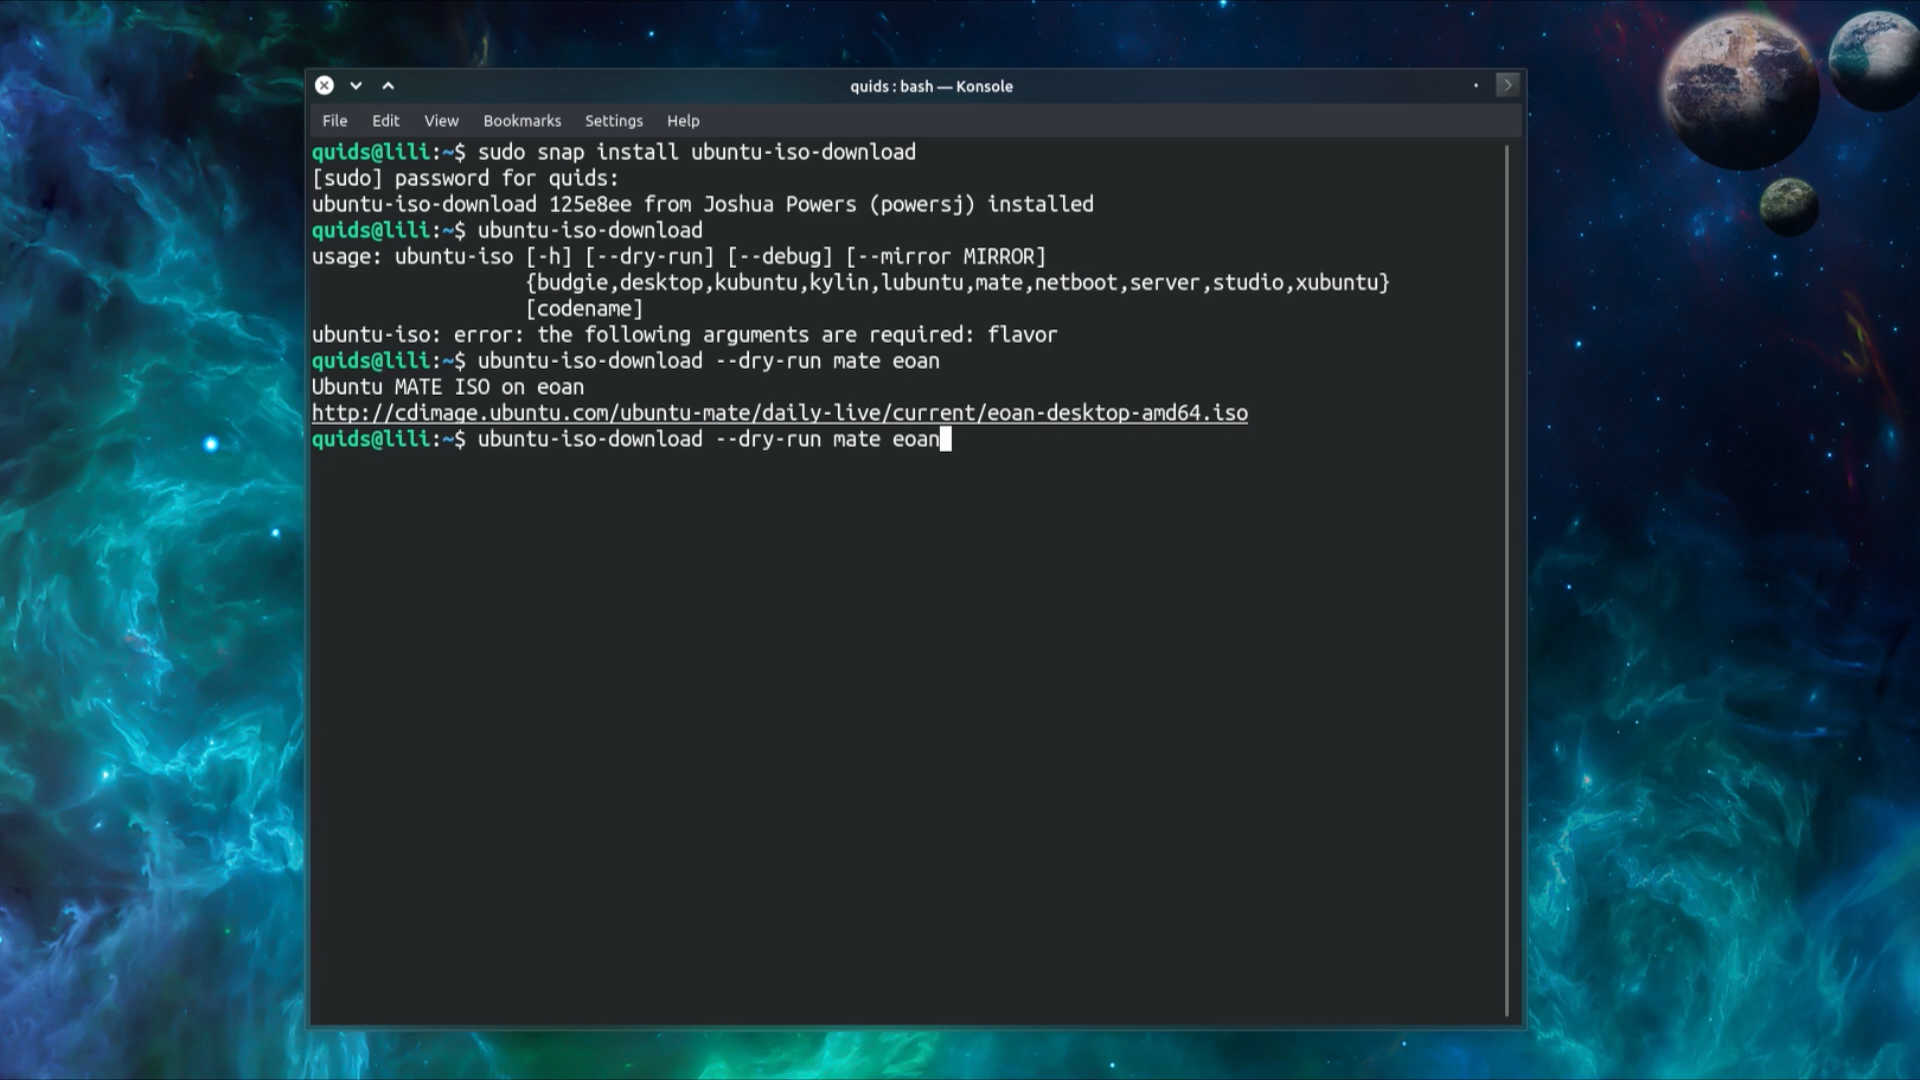 quids : bash — Konsole
File Edit View Bookmarks Settings Help
quids@lili:~$ sudo snap install ubuntu-iso-download
[sudo] password for quids:
ubuntu-iso-download 125e8ee from Joshua Powers (powersj) installed
quids@lili:~$ ubuntu-iso-download
usage: ubuntu-iso [-h] [--dry-run] [--debug] [--mirror MIRROR]
{budgie,desktop,kubuntu,kylin,lubuntu,mate,netboot,server,studio,xubuntu}
[codename]
ubuntu-iso: error: the following arguments are required: flavor
quids@lili:~$ ubuntu-iso-download --dry-run mate eoan
Ubuntu MATE ISO on eoan
http://cdimage.ubuntu.com/ubuntu-mate/daily-live/current/eoan-desktop-amd64.iso
quids@lili:~$ ubuntu-iso-download --dry-run mate eoan